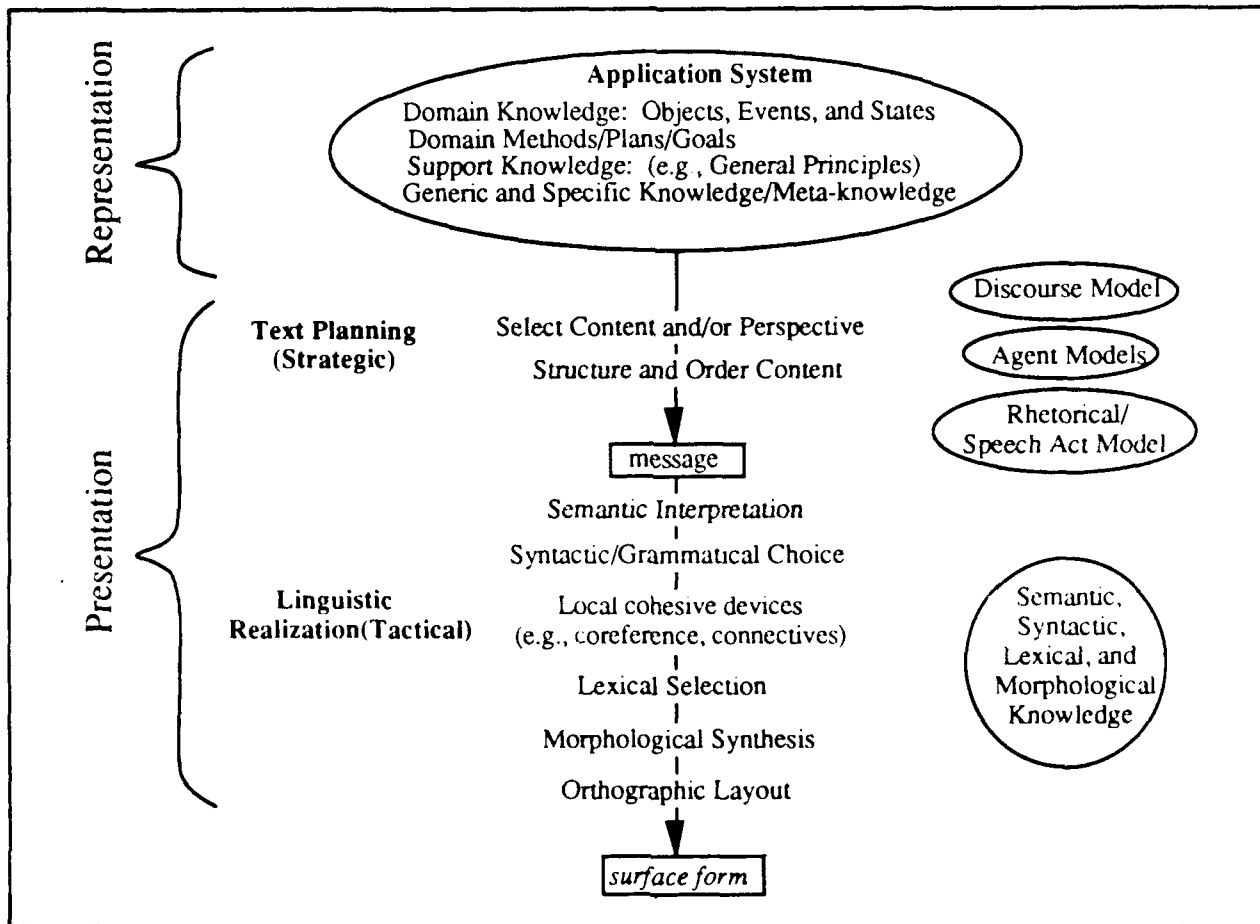 Representation
Application System
Domain Knowledge: Objects, Events, and States
Domain Methods/Plans/Goals
Support Knowledge: (e.g., General Principles)
Generic and Specific Knowledge/Meta-knowledge
Presentation
Text Planning
(Strategic)
Select Content and/or Perspective
Structure and Order Content
message
Discourse Model
Agent Models
Rhetorical/
Speech Act Model
Linguistic
Realization(Tactical)
Semantic Interpretation
Syntactic/Grammatical Choice
Local cohesive devices
(e.g., coreference, connectives)
Lexical Selection
Morphological Synthesis
Orthographic Layout
surface form
Semantic,
Syntactic,
Lexical, and
Morphological
Knowledge